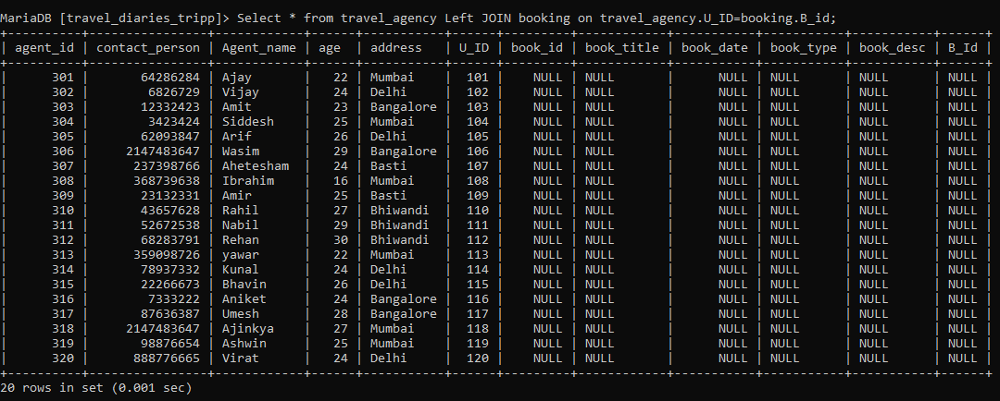 MariaDB [travel_diaries_tripp]> Select * from travel_agency Left JOIN booking on travel_agency.U_ID=booking.B_id;
+----------+----------------+------------+------+-----------+------+---------+------------+-----------+-----------+-----------+------+
| agent_id | contact_person | Agent_name | age  | address   | U_ID | book_id | book_title | book_date | book_type | book_desc | B_Id |
+----------+----------------+------------+------+-----------+------+---------+------------+-----------+-----------+-----------+------+
|      301 |       64286284 | Ajay       |   22 | Mumbai    |  101 |    NULL | NULL       |      NULL | NULL      | NULL      | NULL |
|      302 |        6826729 | Vijay      |   24 | Delhi     |  102 |    NULL | NULL       |      NULL | NULL      | NULL      | NULL |
|      303 |       12332423 | Amit       |   23 | Bangalore |  103 |    NULL | NULL       |      NULL | NULL      | NULL      | NULL |
|      304 |        3423424 | Siddesh    |   25 | Mumbai    |  104 |    NULL | NULL       |      NULL | NULL      | NULL      | NULL |
|      305 |       62093847 | Arif       |   26 | Delhi     |  105 |    NULL | NULL       |      NULL | NULL      | NULL      | NULL |
|      306 |     2147483647 | Wasim      |   29 | Bangalore |  106 |    NULL | NULL       |      NULL | NULL      | NULL      | NULL |
|      307 |      237398766 | Ahetesham  |   24 | Basti     |  107 |    NULL | NULL       |      NULL | NULL      | NULL      | NULL |
|      308 |      368739638 | Ibrahim    |   16 | Mumbai    |  108 |    NULL | NULL       |      NULL | NULL      | NULL      | NULL |
|      309 |       23132331 | Amir       |   25 | Basti     |  109 |    NULL | NULL       |      NULL | NULL      | NULL      | NULL |
|      310 |       43657628 | Rahil      |   27 | Bhiwandi  |  110 |    NULL | NULL       |      NULL | NULL      | NULL      | NULL |
|      311 |       52672538 | Nabil      |   29 | Bhiwandi  |  111 |    NULL | NULL       |      NULL | NULL      | NULL      | NULL |
|      312 |       68283791 | Rehan      |   30 | Bhiwandi  |  112 |    NULL | NULL       |      NULL | NULL      | NULL      | NULL |
|      313 |      359098726 | yawar      |   22 | Mumbai    |  113 |    NULL | NULL       |      NULL | NULL      | NULL      | NULL |
|      314 |       78937332 | Kunal      |   24 | Delhi     |  114 |    NULL | NULL       |      NULL | NULL      | NULL      | NULL |
|      315 |       22266673 | Bhavin     |   26 | Delhi     |  115 |    NULL | NULL       |      NULL | NULL      | NULL      | NULL |
|      316 |        7333222 | Aniket     |   24 | Bangalore |  116 |    NULL | NULL       |      NULL | NULL      | NULL      | NULL |
|      317 |       87636387 | Umesh      |   28 | Bangalore |  117 |    NULL | NULL       |      NULL | NULL      | NULL      | NULL |
|      318 |     2147483647 | Ajinkya    |   27 | Mumbai    |  118 |    NULL | NULL       |      NULL | NULL      | NULL      | NULL |
|      319 |       98876654 | Ashwin     |   25 | Mumbai    |  119 |    NULL | NULL       |      NULL | NULL      | NULL      | NULL |
|      320 |      888776665 | Virat      |   24 | Delhi     |  120 |    NULL | NULL       |      NULL | NULL      | NULL      | NULL |
+----------+----------------+------------+------+-----------+------+---------+------------+-----------+-----------+-----------+------+
20 rows in set (0.001 sec)